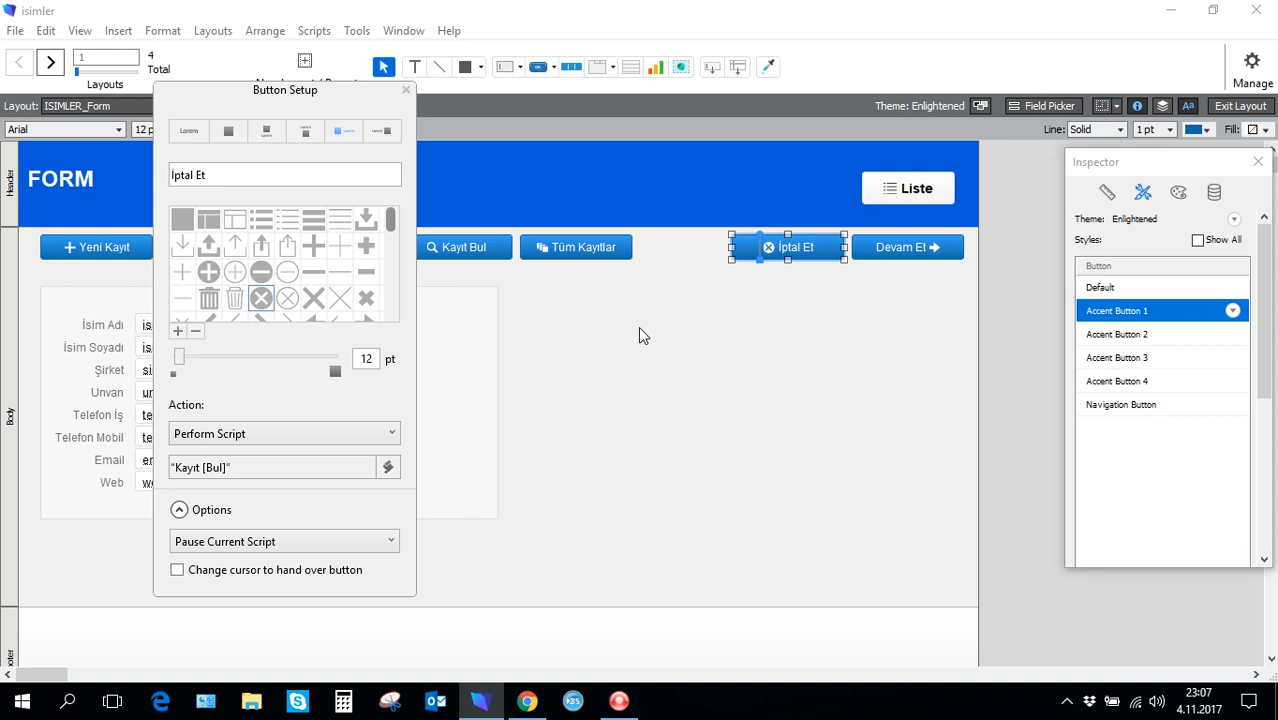 isimler
File Edit View Insert Format Layouts Arrange Scripts Tools Window Help
1
4
Total
Layouts
Manage
Layout: ISIMLER_Form
Theme: Enlightened
Field Picker
Aa
Exit Layout
Arial
12 p
Line: Solid
1 pt
Fill:
Button Setup
Lorem
İptal Et
12 pt
Action:
Perform Script
“Kayıt [Bul]”
Options
Pause Current Script
Change cursor to hand over button
Header
Body
FORM
Liste
Yeni Kayıt
Kayıt Bul
Tüm Kayıtlar
İptal Et
Devam Et
İsim Adı
İsim Soyadı
Şirket
Unvan
Telefon İş
Telefon Mobil
Email
Web
Inspector
Theme: Enlightened
Styles:
Show All
Button
Default
Accent Button 1
Accent Button 2
Accent Button 3
Accent Button 4
Navigation Button
23:07
4.11.2017